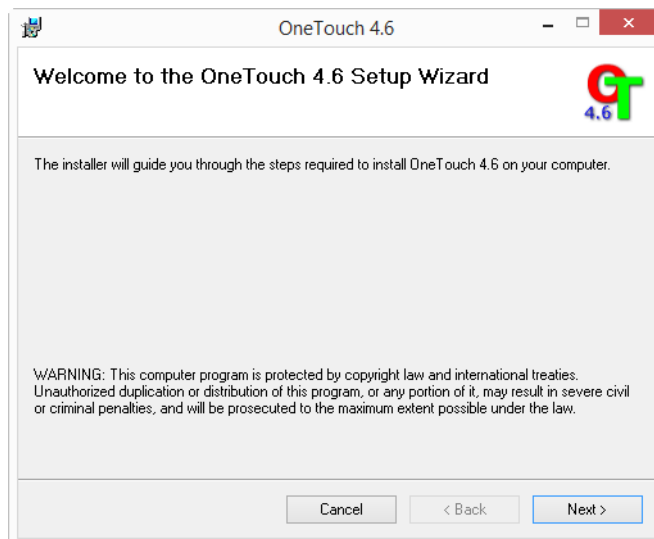 OneTouch 4.6
Welcome to the OneTouch 4.6 Setup Wizard
OT
4.6
The installer will guide you through the steps required to install OneTouch 4.6 on your computer.
WARNING: This computer program is protected by copyright law and international treaties.
Unauthorized duplication or distribution of this program, or any portion of it, may result in severe civil
or criminal penalties, and will be prosecuted to the maximum extent possible under the law.
Cancel < Back Next >